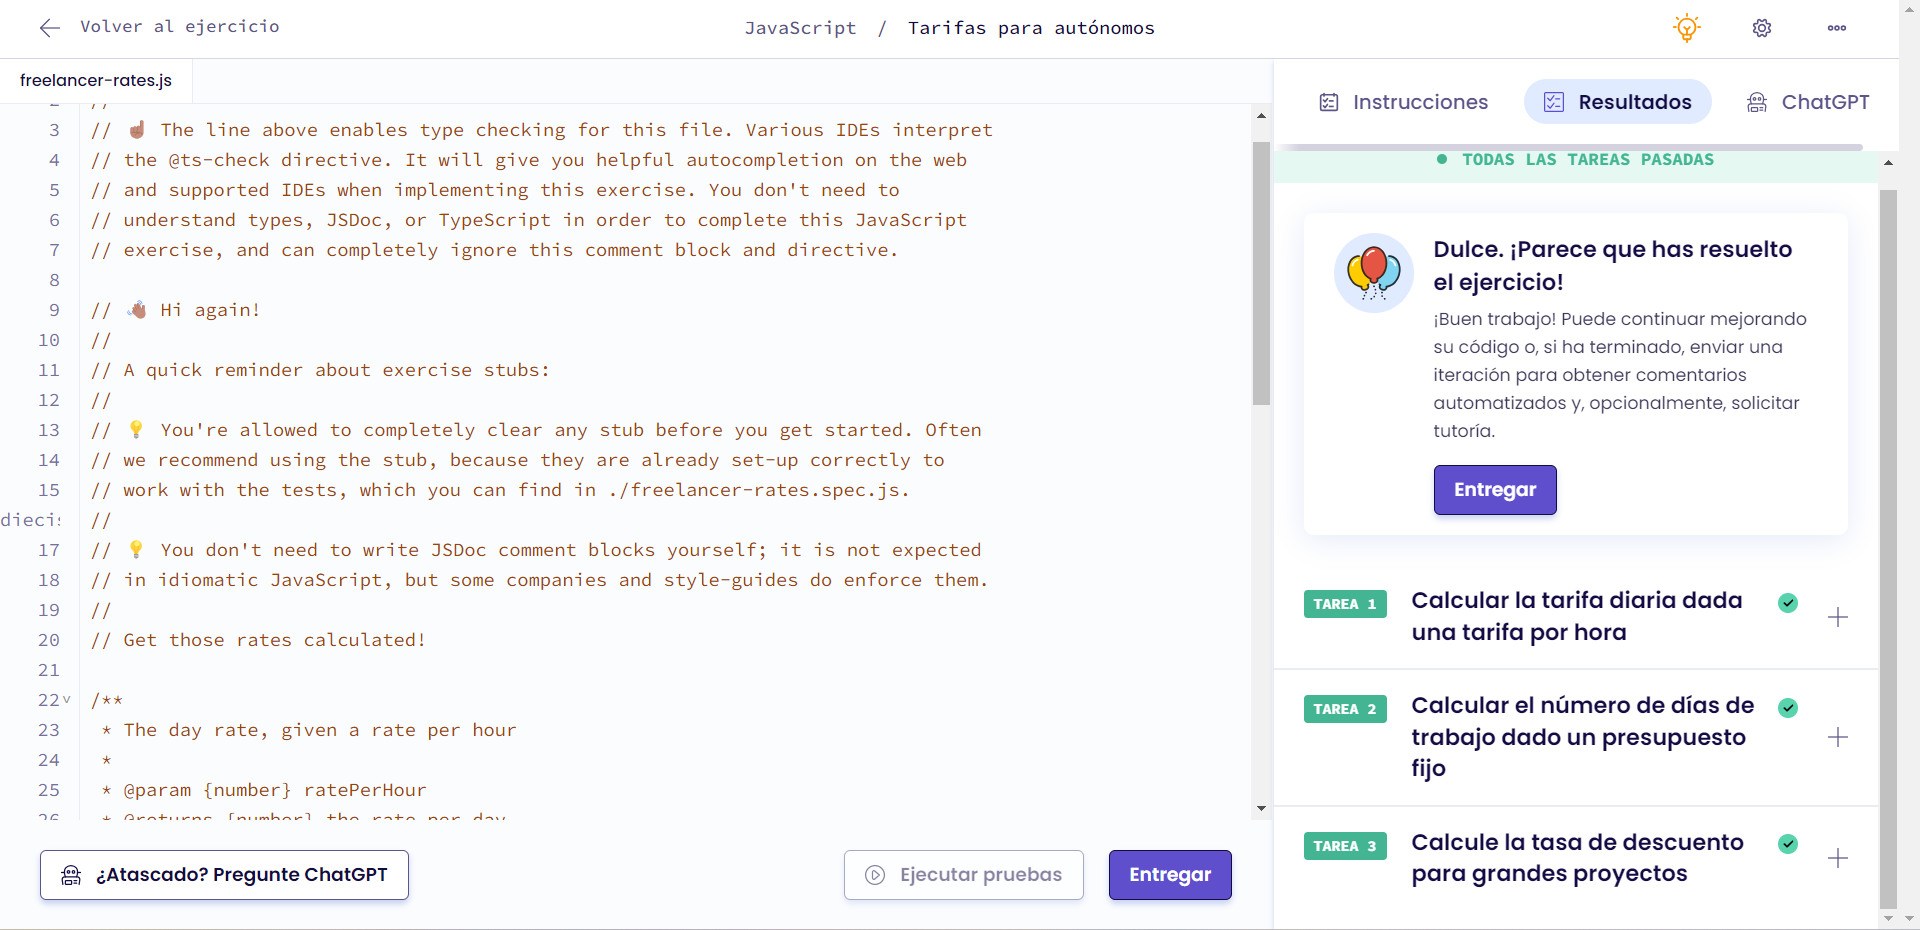 Volver al ejercicio
JavaScript / Tarifas para autónomos
freelancer-rates.js
Instrucciones
Resultados
ChatGPT
3 // ☝🏽 The line above enables type checking for this file. Various IDEs interpret
4 // the @ts-check directive. It will give you helpful autocompletion on the web
5 // and supported IDEs when implementing this exercise. You don't need to
6 // understand types, JSDoc, or TypeScript in order to complete this JavaScript
7 // exercise, and can completely ignore this comment block and directive.
8
9 // 👋🏽 Hi again!
10 //
11 // A quick reminder about exercise stubs:
12 //
13 // 💡 You're allowed to completely clear any stub before you get started. Often
14 // we recommend using the stub, because they are already set-up correctly to
15 // work with the tests, which you can find in ./freelancer-rates.spec.js.
diecis //
17 // 💡 You don't need to write JSDoc comment blocks yourself; it is not expected
18 // in idiomatic JavaScript, but some companies and style-guides do enforce them.
19 //
20 // Get those rates calculated!
21
22 /**
23 * The day rate, given a rate per hour
24 *
25 * @param {number} ratePerHour
26 * @returns {number} the rate per day
¿Atascado? Pregunte ChatGPT
Ejecutar pruebas
Entregar
TODAS LAS TAREAS PASADAS
Dulce. ¡Parece que has resuelto
el ejercicio!
¡Buen trabajo! Puede continuar mejorando
su código o, si ha terminado, enviar una
iteración para obtener comentarios
automatizados y, opcionalmente, solicitar
tutoría.
Entregar
TAREA 1 Calcular la tarifa diaria dada
una tarifa por hora
TAREA 2 Calcular el número de días de
trabajo dado un presupuesto
fijo
TAREA 3 Calcule la tasa de descuento
para grandes proyectos